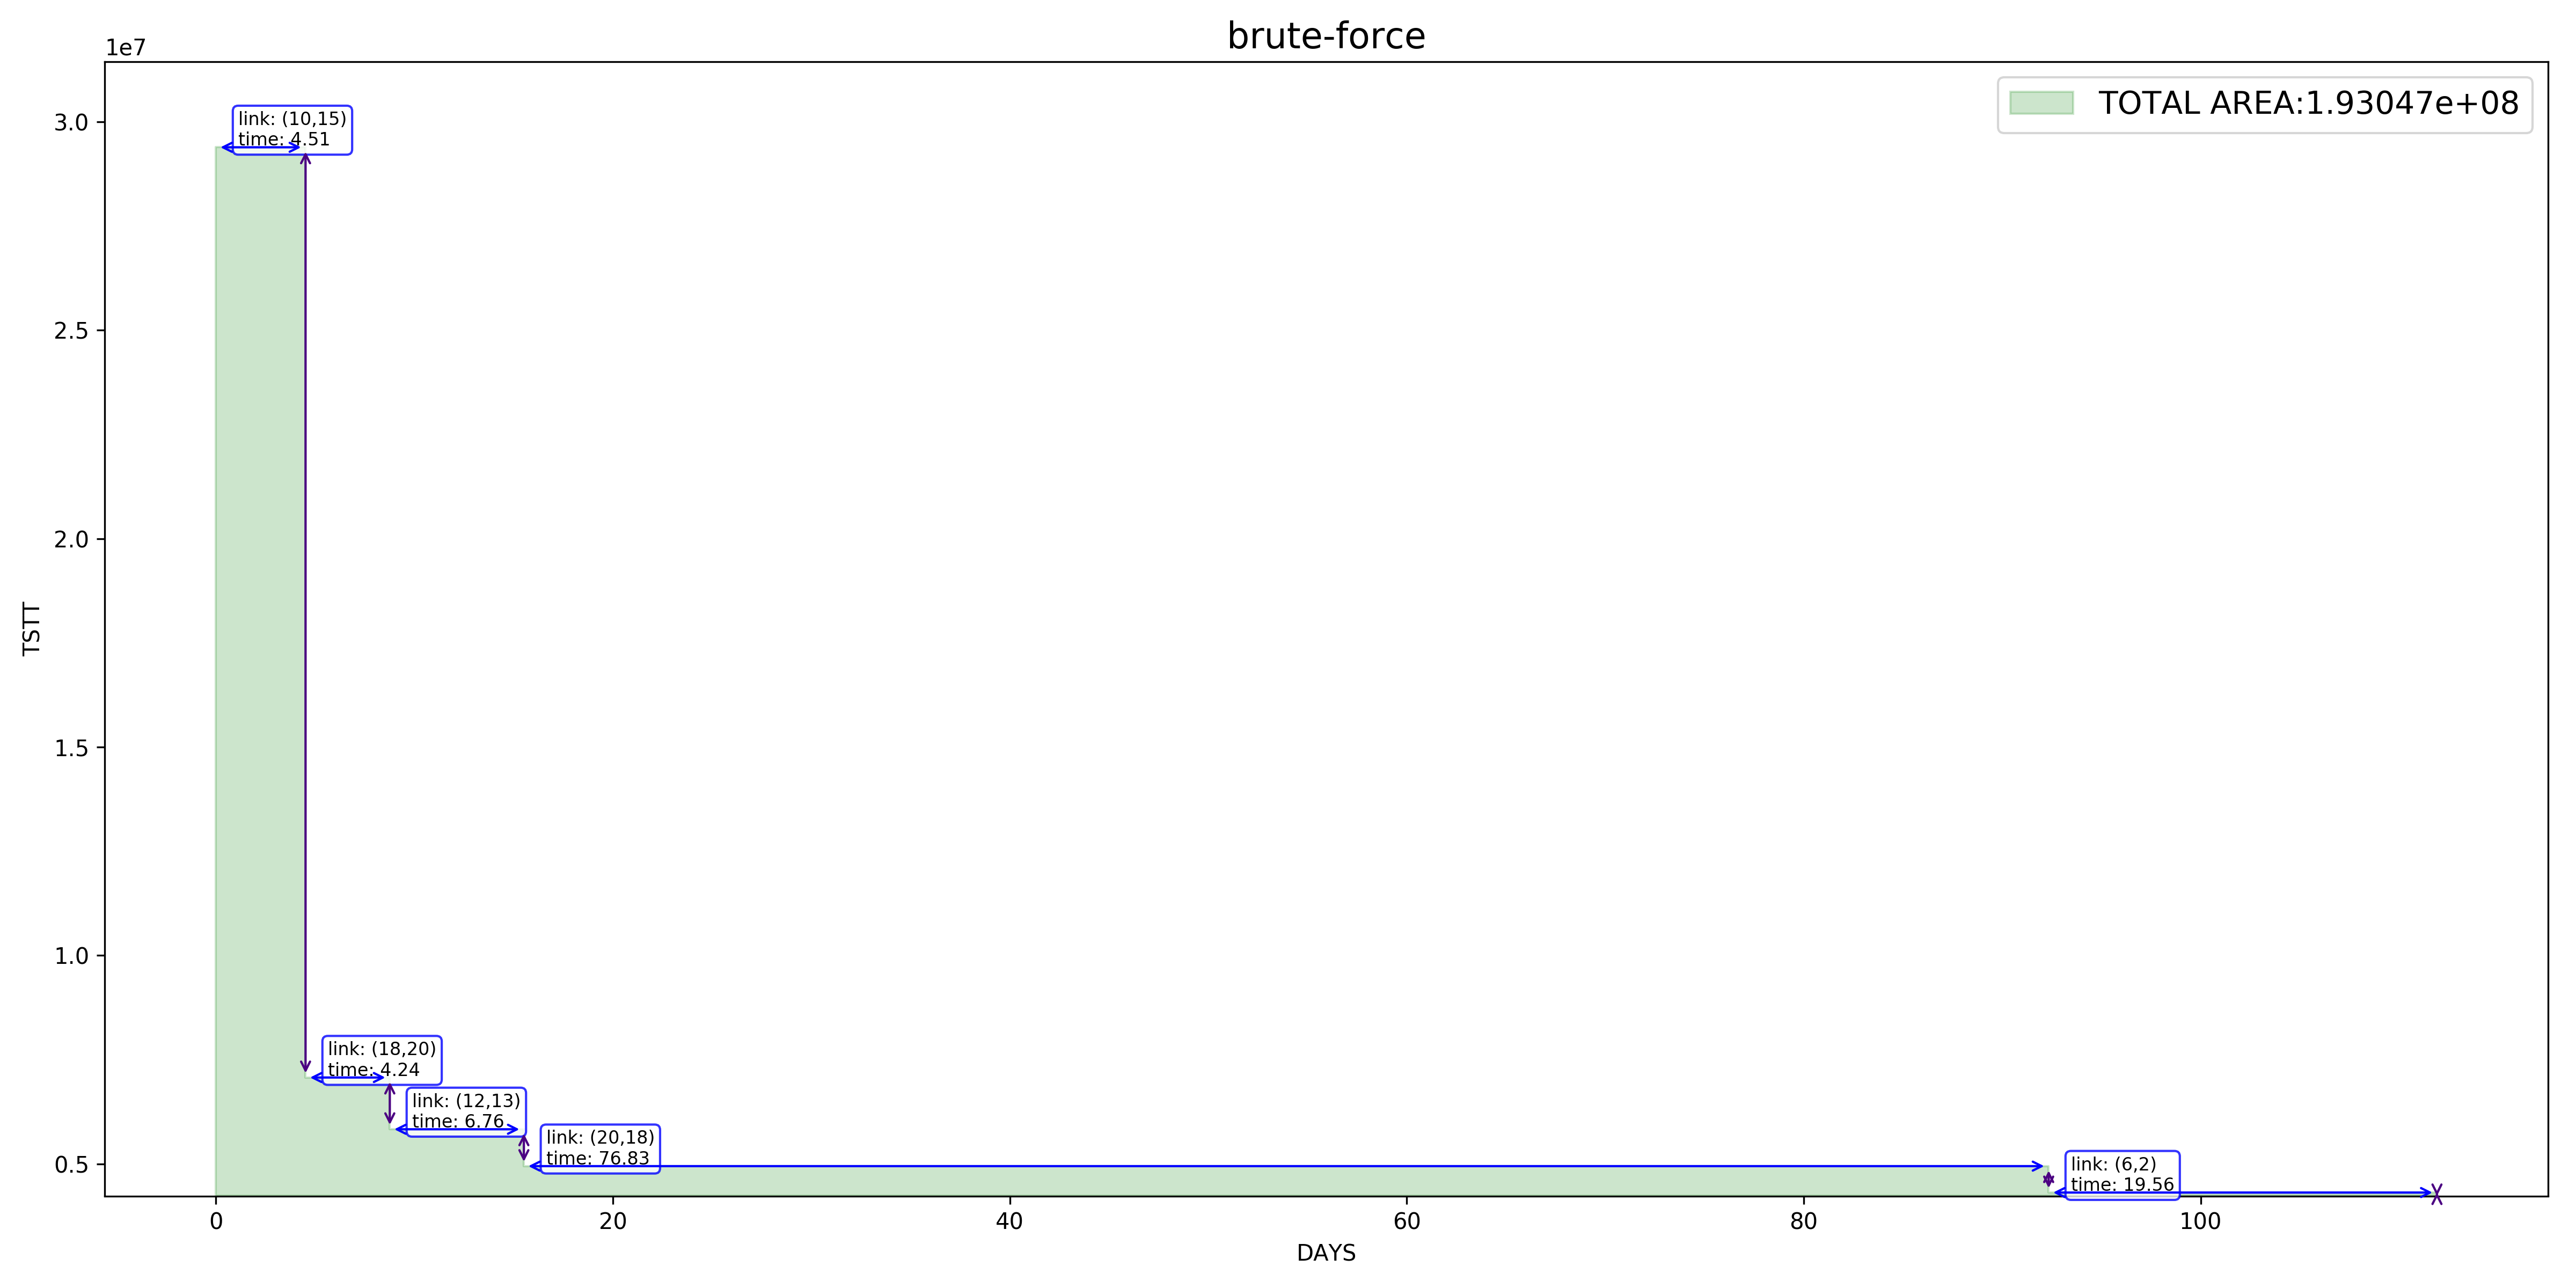 brute-force
1e7
TOTAL AREA:1.93047e+08
3.0
2.5
2.0
1.5
1.0
0.5
TSTT
link: (10,15)
time: 4.51
link: (18,20)
time: 4.24
link: (12,13)
time: 6.76
link: (20,18)
time: 76.83
link: (6,2)
time: 19.56
0 20 40 60 80 100
DAYS